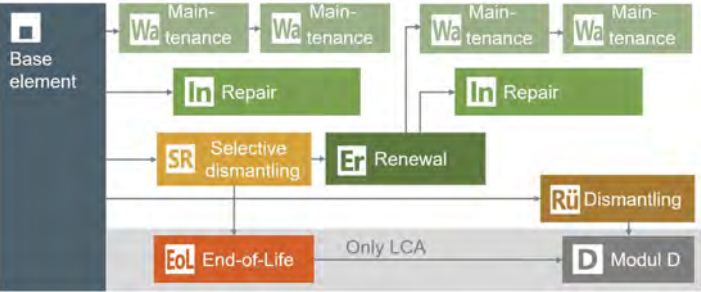 Base
element
Wa Main-
tenance
Wa Main-
tenance
Wa Main-
tenance
Wa Main-
tenance
In Repair
In Repair
SR Selective
dismantling
Er Renewal
Rü Dismantling
EoL End-of-Life
Only LCA
D Modul D